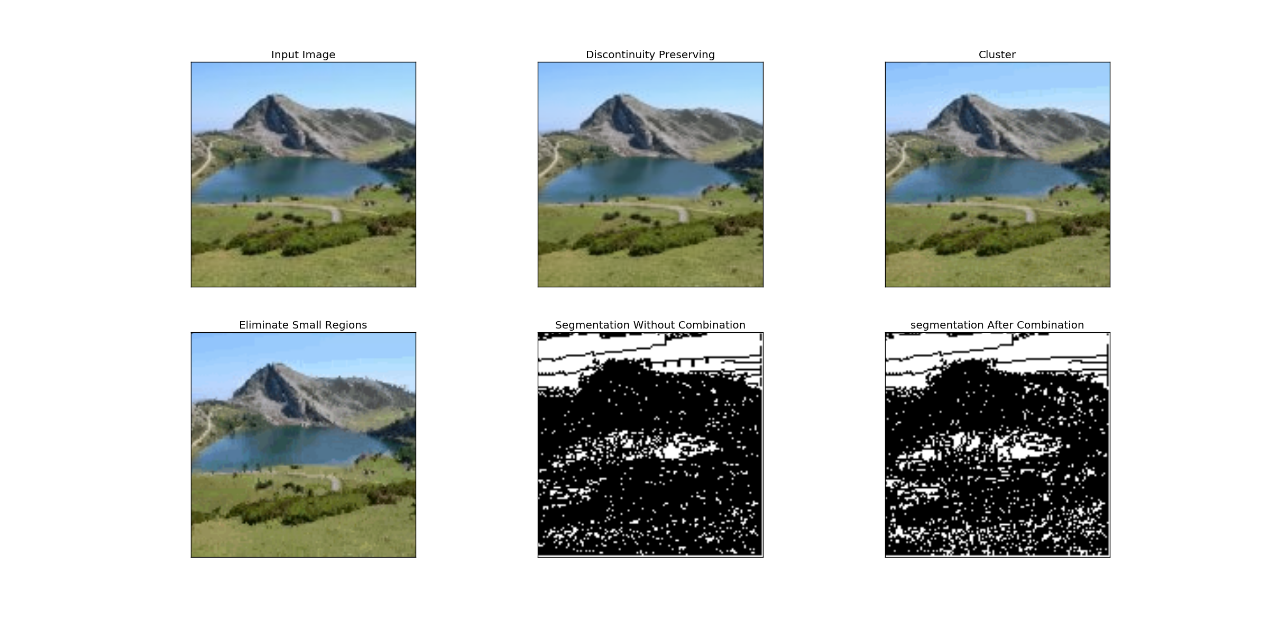 Input Image
Discontinuity Preserving
Cluster
Eliminate Small Regions
Segmentation Without Combination
segmentation After Combination